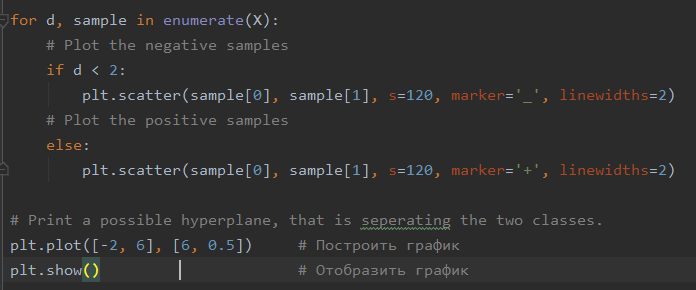 for d, sample in enumerate(X):
    # Plot the negative samples
    if d < 2:
        plt.scatter(sample[0], sample[1], s=120, marker='_', linewidths=2)
    # Plot the positive samples
    else:
        plt.scatter(sample[0], sample[1], s=120, marker='+', linewidths=2)
# Print a possible hyperplane, that is seperating the two classes.
plt.plot([-2, 6], [6, 0.5])    # Построить график
plt.show()                     # Отобразить график